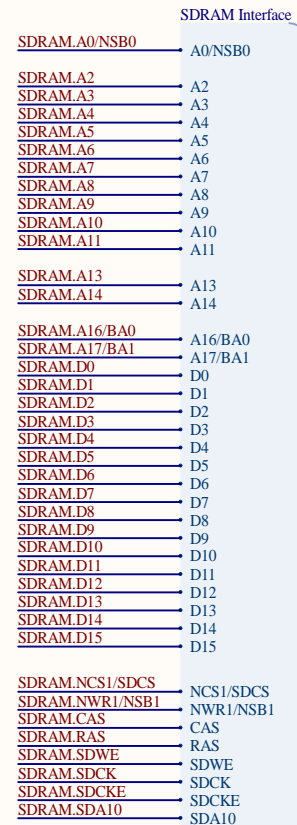 SDRAM Interface
SDRAM.A0/NSB0 A0/NSB0
SDRAM.A2 A2
SDRAM.A3 A3
SDRAM.A4 A4
SDRAM.A5 A5
SDRAM.A6 A6
SDRAM.A7 A7
SDRAM.A8 A8
SDRAM.A9 A9
SDRAM.A10 A10
SDRAM.A11 A11
SDRAM.A13 A13
SDRAM.A14 A14
SDRAM.A16/BA0 A16/BA0
SDRAM.A17/BA1 A17/BA1
SDRAM.D0 D0
SDRAM.D1 D1
SDRAM.D2 D2
SDRAM.D3 D3
SDRAM.D4 D4
SDRAM.D5 D5
SDRAM.D6 D6
SDRAM.D7 D7
SDRAM.D8 D8
SDRAM.D9 D9
SDRAM.D10 D10
SDRAM.D11 D11
SDRAM.D12 D12
SDRAM.D13 D13
SDRAM.D14 D14
SDRAM.D15 D15
SDRAM.NCS1/SDCS NCS1/SDCS
SDRAM.NWR1/NSB1 NWR1/NSB1
SDRAM.CAS CAS
SDRAM.RAS RAS
SDRAM.SDWE SDWE
SDRAM.SDCK SDCK
SDRAM.SDCKE SDCKE
SDRAM.SDA10 SDA10